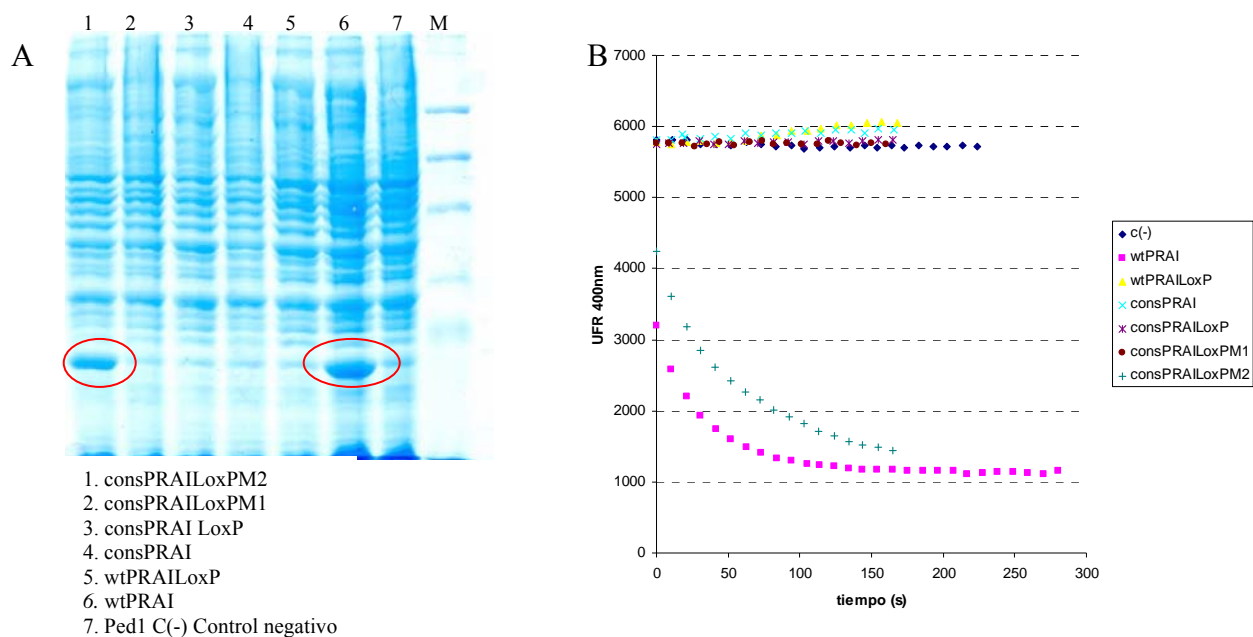 1 2 3 4 5 6 7 M
A
1. consPRAILoxPM2
2. consPRAILoxPM1
3. consPRAI LoxP
4. consPRAI
5. wtPRAILoxP
6. wtPRAI
7. Ped1 C(-) Control negativo
B
7000
6000
5000
4000
3000
2000
1000
0
UFR 400nm
0 50 100 150 200 250 300
tiempo (s)
c(-)
wtPRAI
wtPRAILoxP
consPRAI
consPRAILoxP
consPRAILoxPM1
consPRAILoxPM2